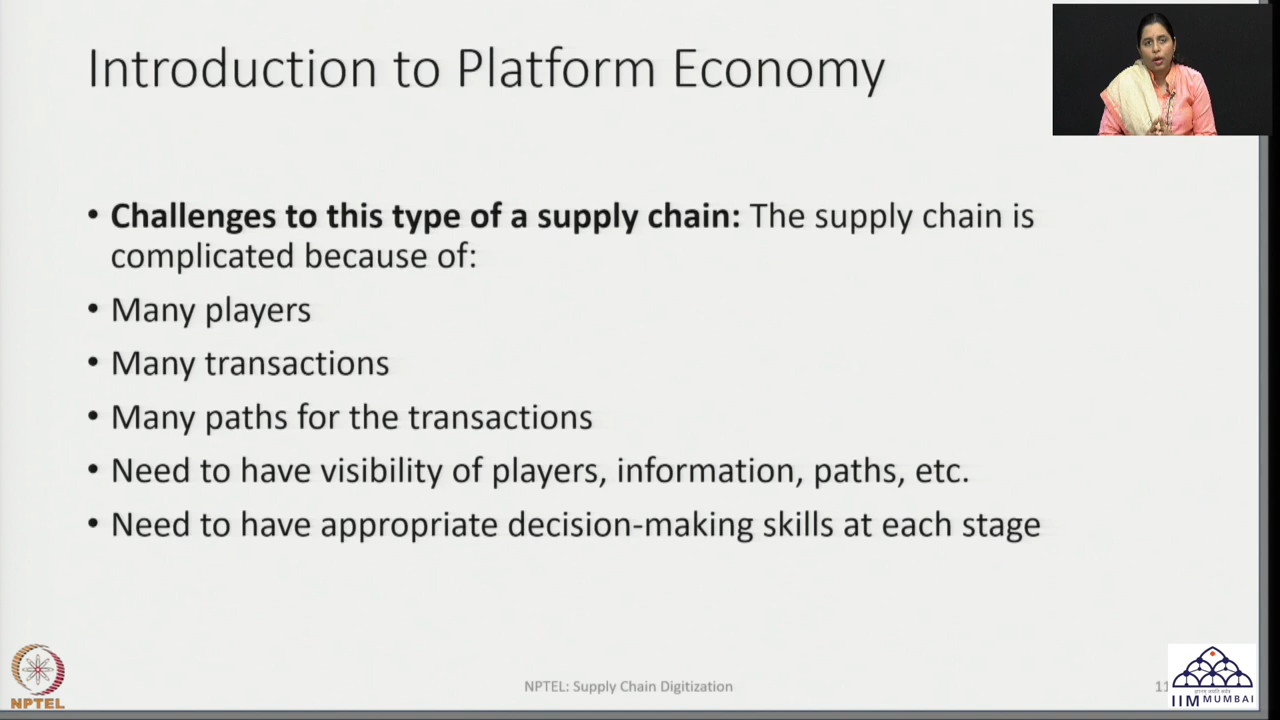 Introduction to Platform Economy
• Challenges to this type of a supply chain: The supply chain is
complicated because of:
• Many players
• Many transactions
• Many paths for the transactions
• Need to have visibility of players, information, paths, etc.
• Need to have appropriate decision-making skills at each stage
NPTEL
NPTEL: Supply Chain Digitization
11
IIM MUMBAI